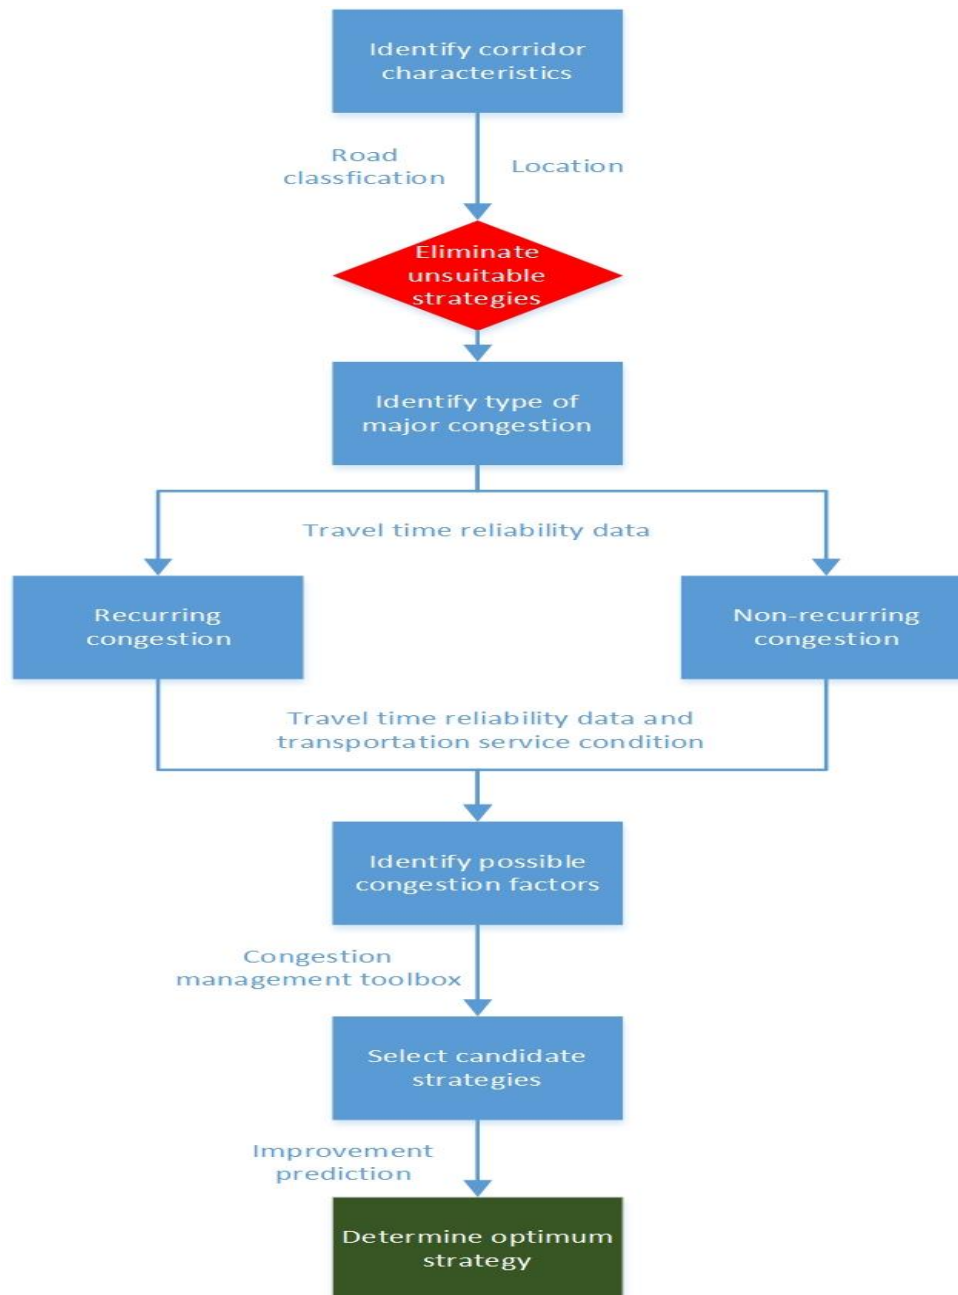 Identify corridor
characteristics
Road
classfication
Location
Eliminate
unsuitable
strategies
Identify type of
major congestion
Travel time reliability data
Recurring
congestion
Non-recurring
congestion
Travel time reliability data and
transportation service condition
Identify possible
congestion factors
Congestion
management toolbox
Select candidate
strategies
Improvement
prediction
Determine optimum
strategy